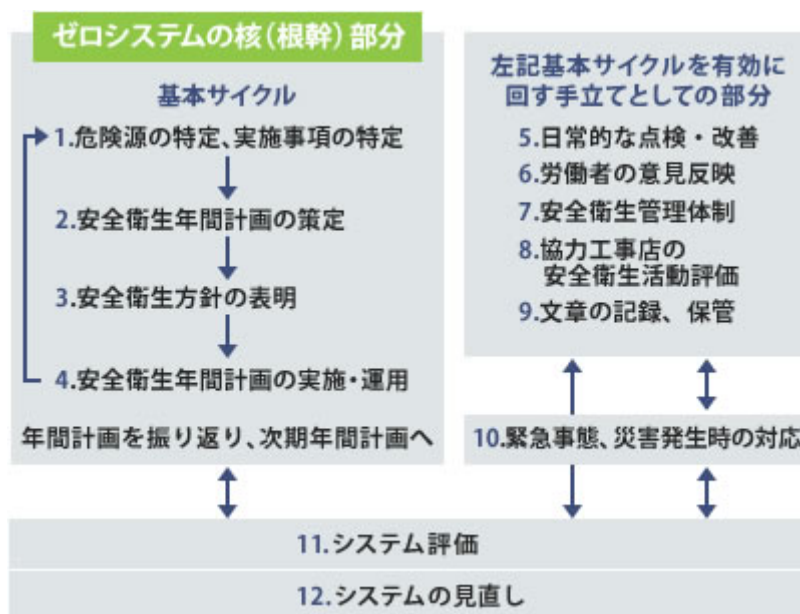 ゼロシステムの核(根幹)部分
基本サイクル
1.危険源の特定、実施事項の特定
2.安全衛生年間計画の策定
3.安全衛生方針の表明
4.安全衛生年間計画の実施・運用
年間計画を振り返り、次期年間計画へ
左記基本サイクルを有効に
回す手立てとしての部分
5.日常的な点検・改善
6.労働者の意見反映
7.安全衛生管理体制
8.協力工事店の
安全衛生活動評価
9.文章の記録、保管
10.緊急事態、災害発生時の対応
11.システム評価
12.システムの見直し